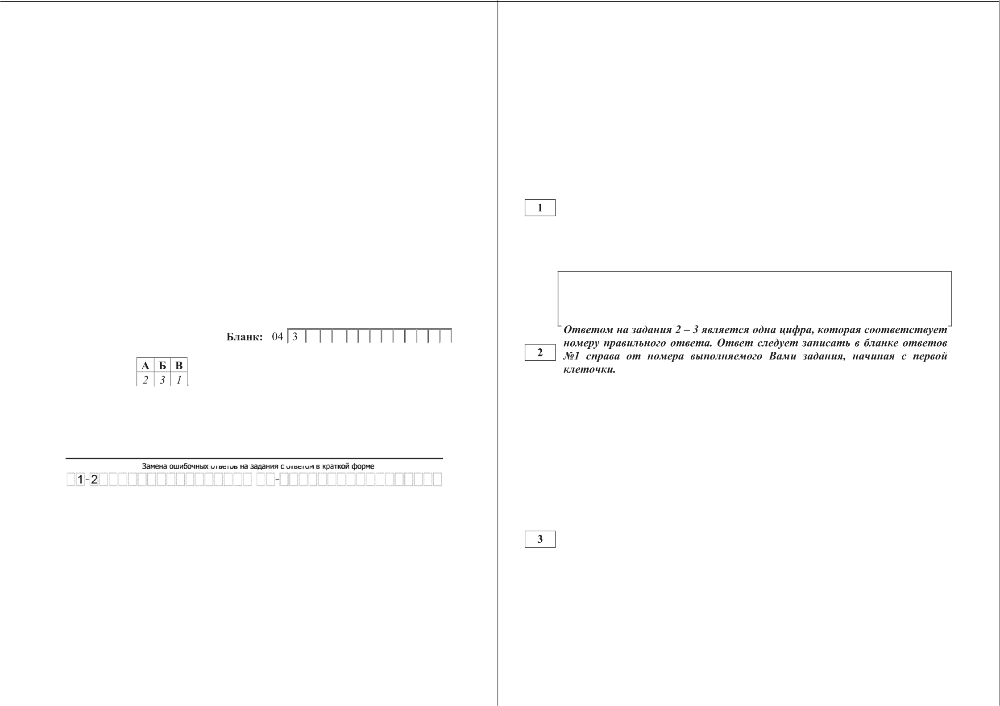 Бланк: 04 3
А Б В
2 3 1
Замена ошибочных ответов на задания с ответом в краткой форме
1-2 -
1
Ответом на задания 2 – 3 является одна цифра, которая соответствует
номеру правильного ответа. Ответ следует записать в бланке ответов
2
№1 справа от номера выполняемого Вами задания, начиная с первой
клеточки.
3